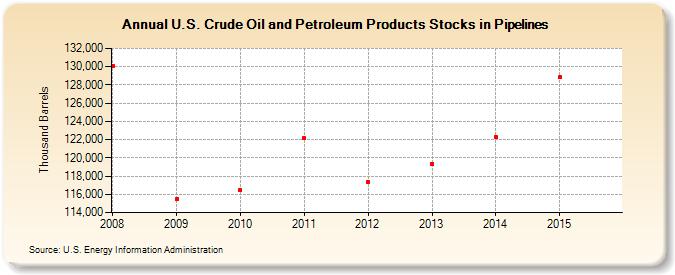 Annual U.S. Crude Oil and Petroleum Products Stocks in Pipelines
Thousand Barrels
132,000
130,000
128,000
126,000
124,000
122,000
120,000
118,000
116,000
114,000
2008 2009 2010 2011 2012 2013 2014 2015
Source: U.S. Energy Information Administration